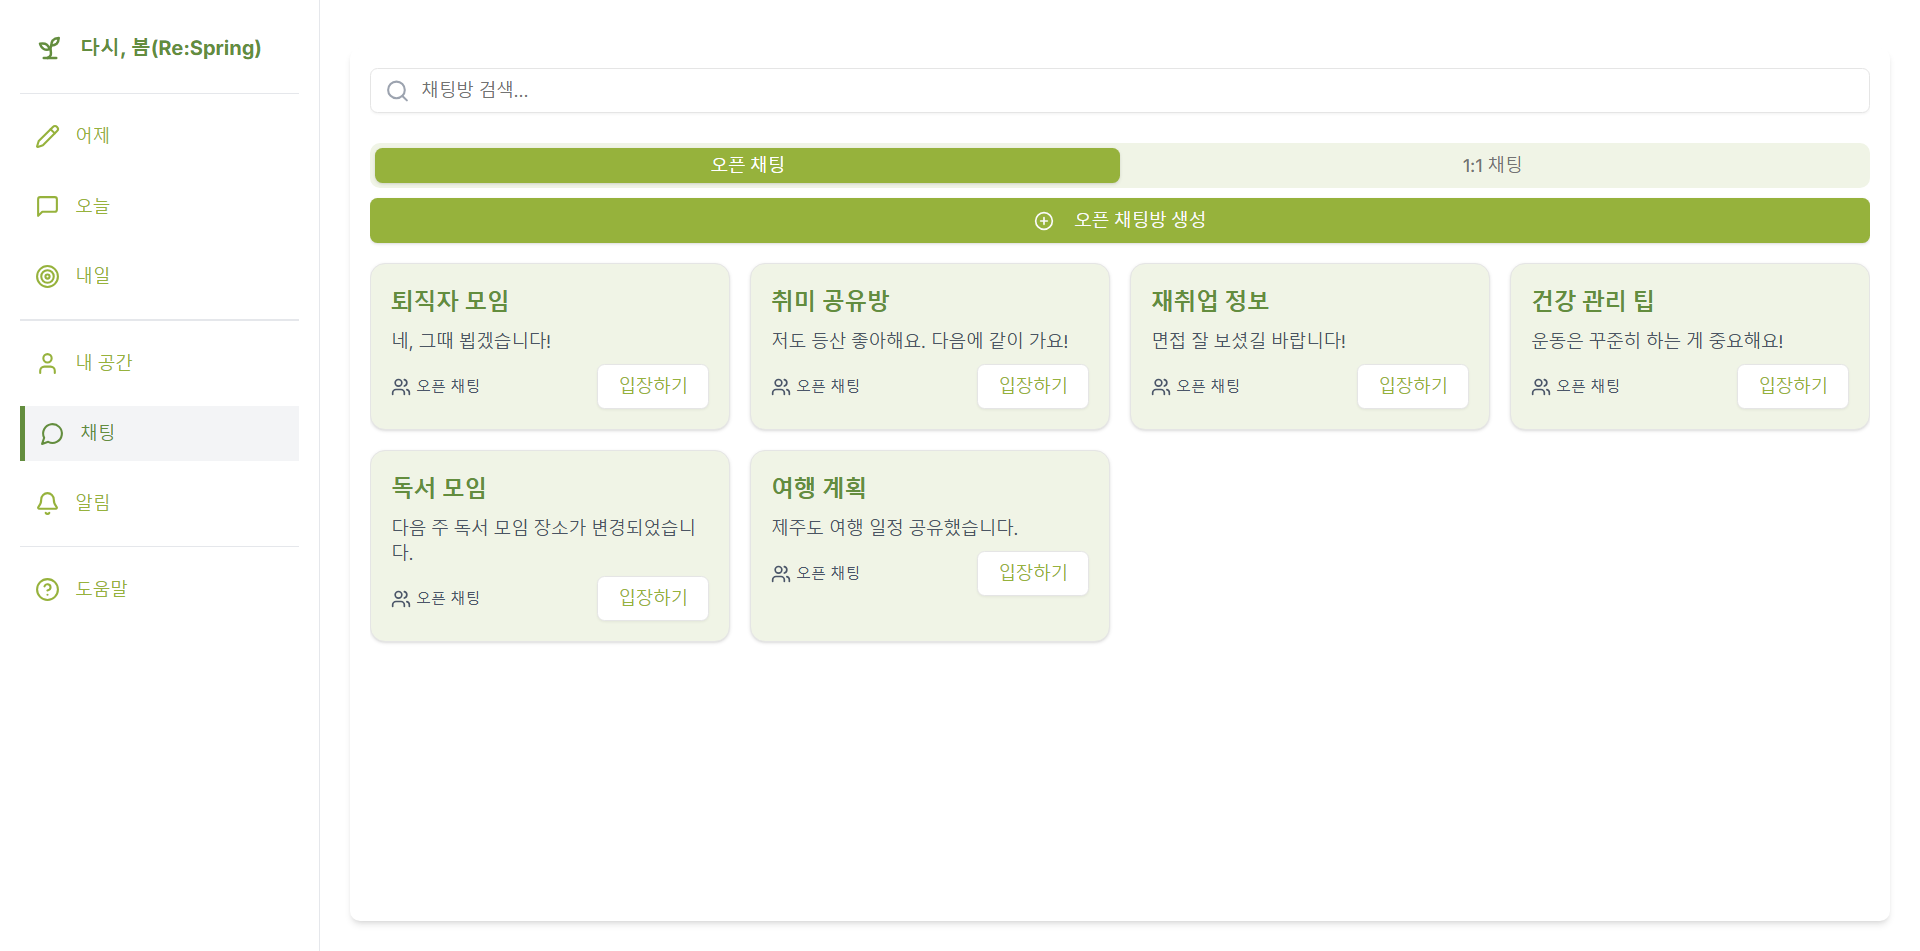 다시, 봄(Re:Spring)
어제
오늘
내일
내 공간
채팅
알림
도움말
채팅방 검색...
오픈 채팅
1:1 채팅
오픈 채팅방 생성
퇴직자 모임
네, 그때 뵙겠습니다!
오픈 채팅
입장하기
취미 공유방
저도 등산 좋아해요. 다음에 같이 가요!
오픈 채팅
입장하기
재취업 정보
면접 잘 보셨길 바랍니다!
오픈 채팅
입장하기
건강 관리 팁
운동은 꾸준히 하는 게 중요해요!
오픈 채팅
입장하기
독서 모임
다음 주 독서 모임 장소가 변경되었습니
다.
오픈 채팅
입장하기
여행 계획
제주도 여행 일정 공유했습니다.
오픈 채팅
입장하기